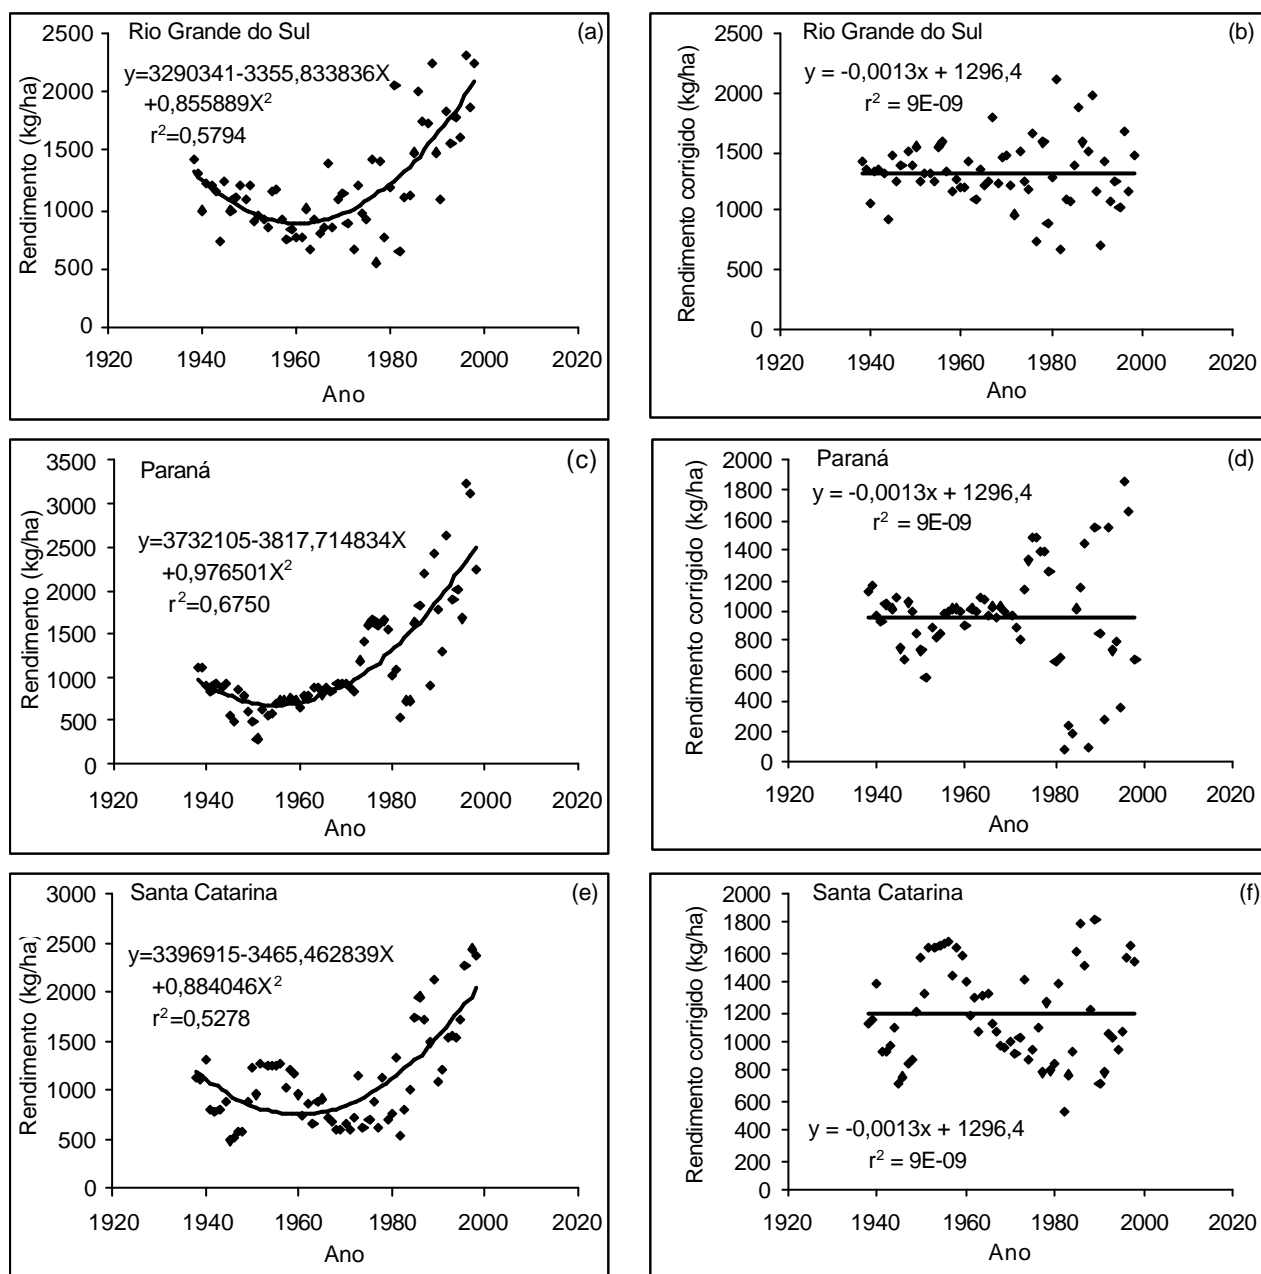 Rio Grande do Sul
(a)
y=3290341-3355,833836X
+0,855889X²
r²=0,5794
Rendimento (kg/ha)
2500
2000
1500
1000
500
0
1920 1940 1960 1980 2000 2020
Ano
Rio Grande do Sul
(b)
y = -0,0013x + 1296,4
r² = 9E-09
Rendimento corrigido (kg/ha)
2500
2000
1500
1000
500
0
1920 1940 1960 1980 2000 2020
Ano
Paraná
(c)
y=3732105-3817,714834X
+0,976501X²
r²=0,6750
Rendimento (kg/ha)
3500
3000
2500
2000
1500
1000
500
0
1920 1940 1960 1980 2000 2020
Ano
Paraná
(d)
y = -0,0013x + 1296,4
r² = 9E-09
Rendimento corrigido (kg/ha)
2000
1800
1600
1400
1200
1000
800
600
400
200
0
1920 1940 1960 1980 2000 2020
Ano
Santa Catarina
(e)
y=3396915-3465,462839X
+0,884046X²
r²=0,5278
Rendimento (kg/ha)
3000
2500
2000
1500
1000
500
0
1920 1940 1960 1980 2000 2020
Ano
Santa Catarina
(f)
y = -0,0013x + 1296,4
r² = 9E-09
Rendimento corrigido (kg/ha)
2000
1800
1600
1400
1200
1000
800
600
400
200
0
1920 1940 1960 1980 2000 2020
Ano